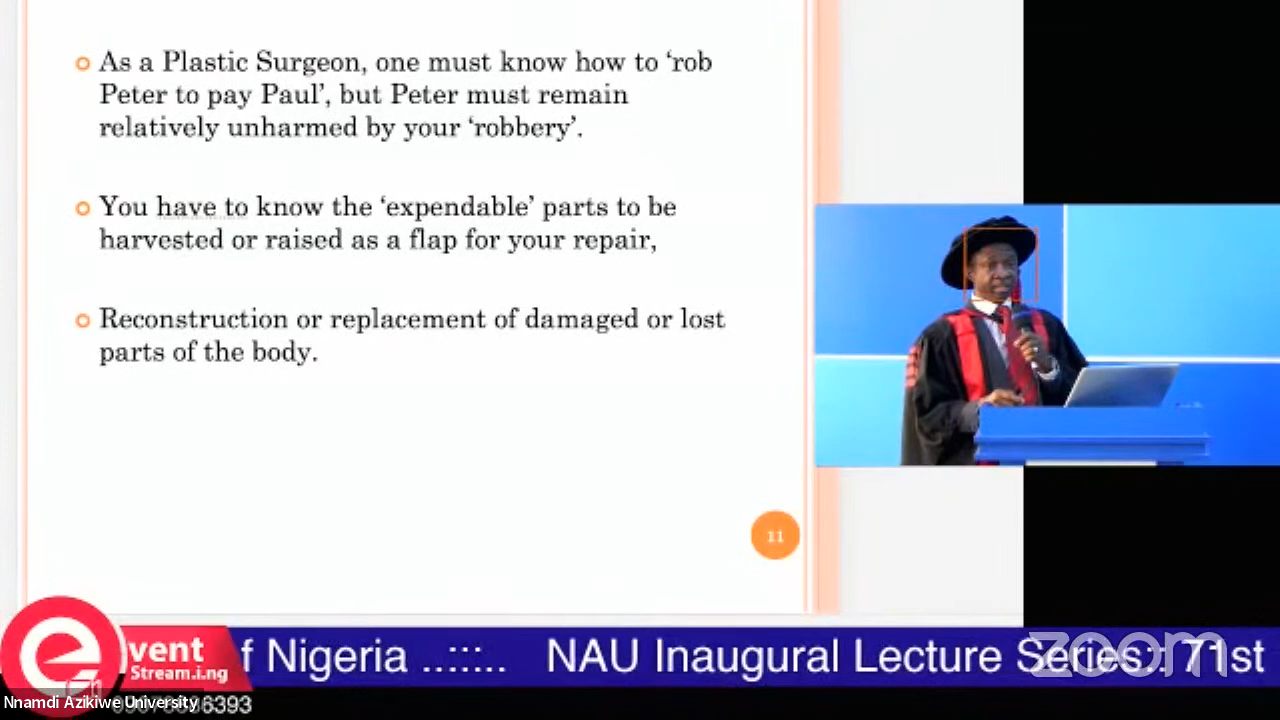 As a Plastic Surgeon, one must know how to ‘rob
Peter to pay Paul’, but Peter must remain
relatively unharmed by your ‘robbery’.
You have to know the ‘expendable’ parts to be
harvested or raised as a flap for your repair,
Reconstruction or replacement of damaged or lost
parts of the body.
11
event
Stream.i.ng
f Nigeria ..:::.. NAU Inaugural Lecture Series:: 71st
zoom
Nnamdi Azikiwe University